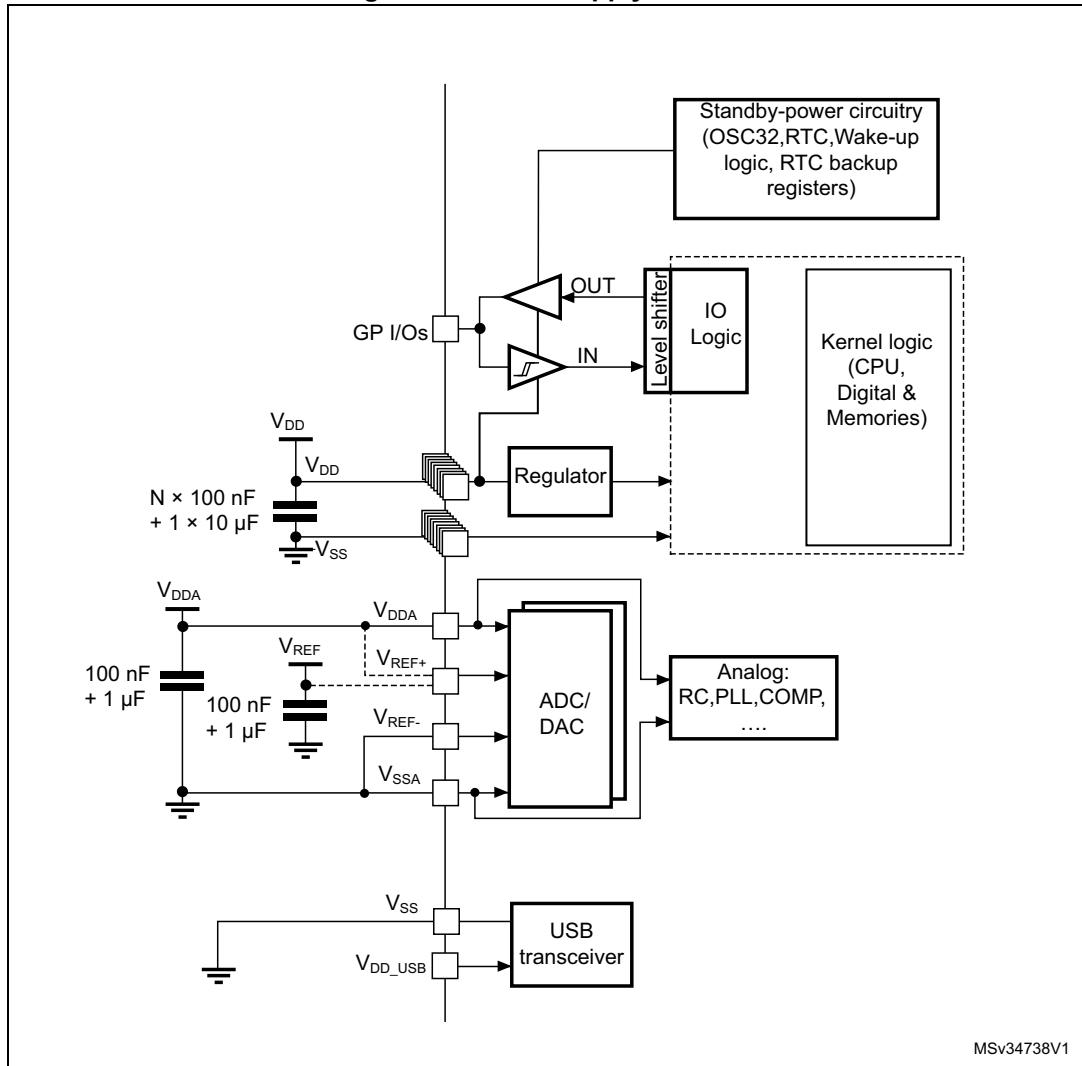 Standby-power circuitry
(OSC32,RTC,Wake-up
logic, RTC backup
registers)
OUT
Level shifter
IO
Logic
GP I/Os
IN
Kernel logic
(CPU,
Digital &
Memories)
VDD
VDD
Regulator
N × 100 nF
+ 1 × 10 µF
VSS
VDDA
VDDA
VREF
VREF+
100 nF
+ 1 µF
100 nF
+ 1 µF
VREF-
ADC/
DAC
Analog:
RC,PLL,COMP,
....
VSSA
VSS
USB
transceiver
VDD_USB
MSv34738V1